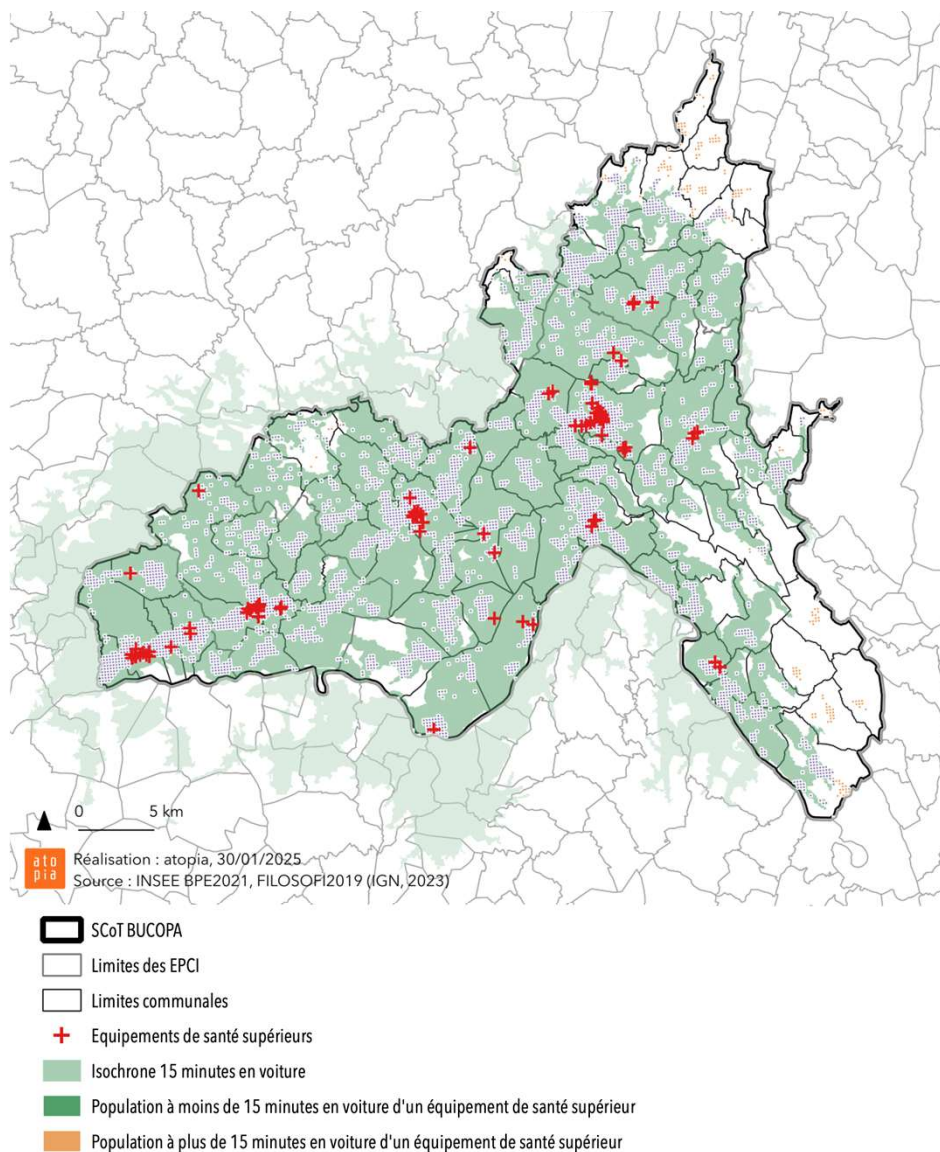 0 5 km
ato
pia
Réalisation : atopia, 30/01/2025
Source : INSEE BPE2021, FILOSOFI2019 (IGN, 2023)
SCoT BUCOPA
Limites des EPCI
Limites communales
Equipements de santé supérieurs
Isochrone 15 minutes en voiture
Population à moins de 15 minutes en voiture d'un équipement de santé supérieur
Population à plus de 15 minutes en voiture d'un équipement de santé supérieur